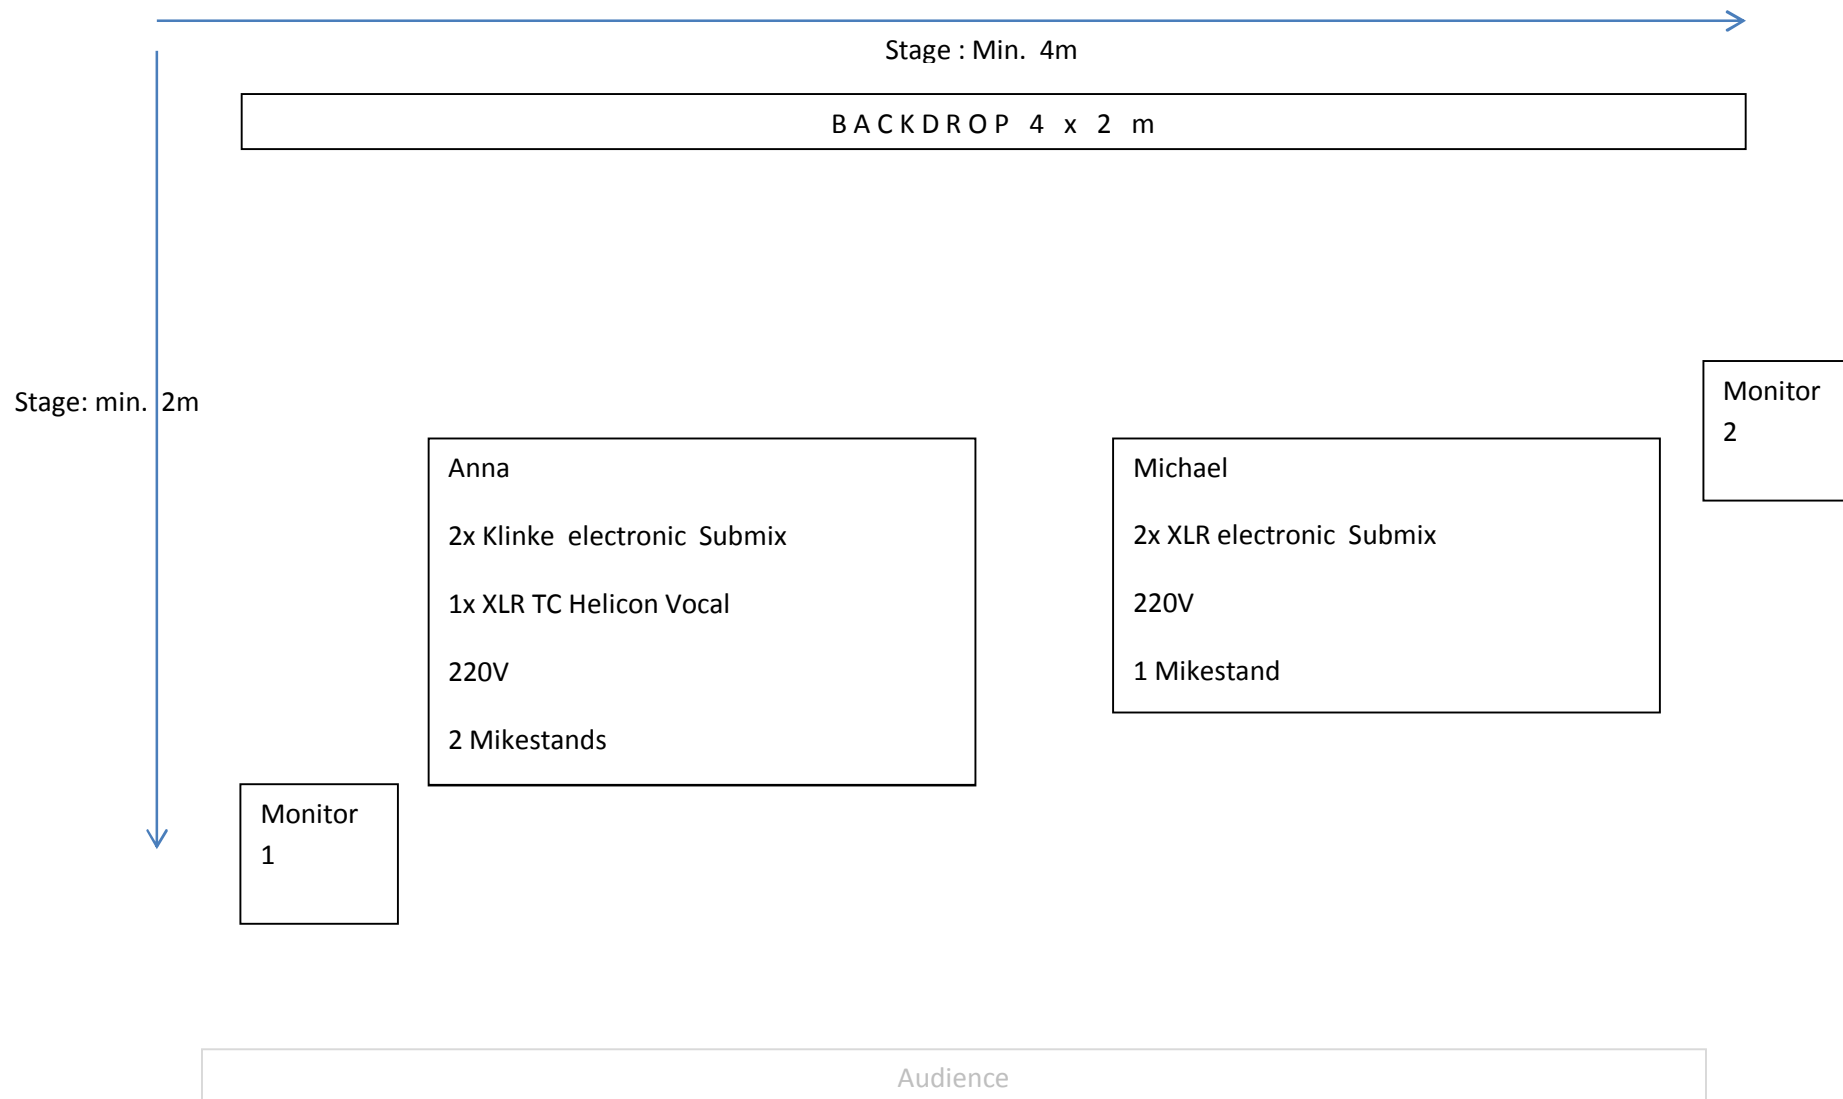 Stage : Min. 4m
BACKDROP 4 x 2 m
Stage: min. 2m
Monitor
2
Anna
2x Klinke electronic Submix
1x XLR TC Helicon Vocal
220V
2 Mikestands
Michael
2x XLR electronic Submix
220V
1 Mikestand
Monitor
1
Audience